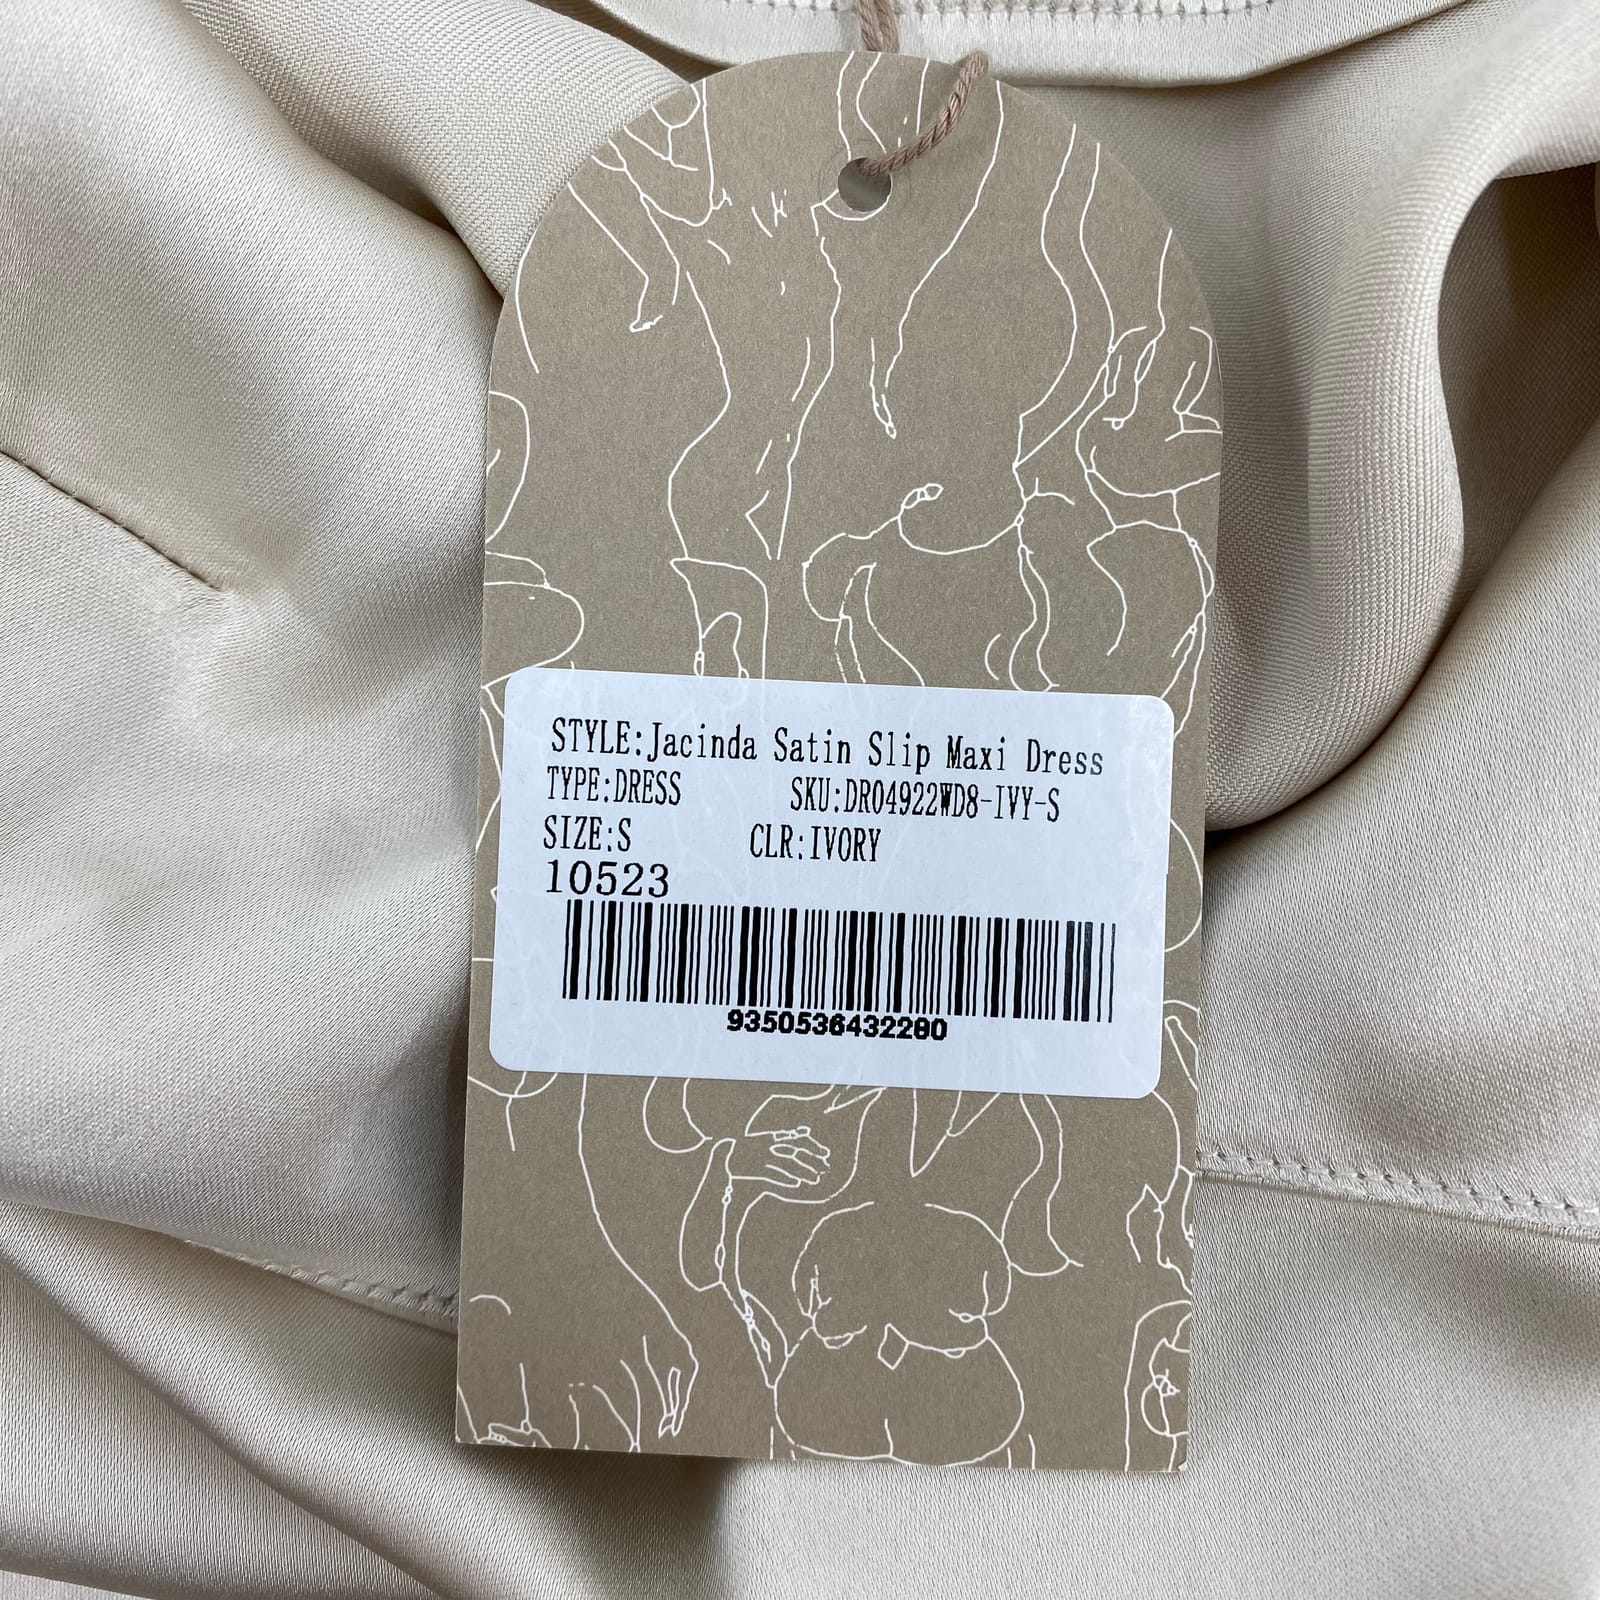 STYLE:Jacinda Satin Slip Maxi Dress
TYPE:DRESS SKU:DR04922WD8-IVY-S
SIZE:S CLR:IVORY
10523
9350536432280